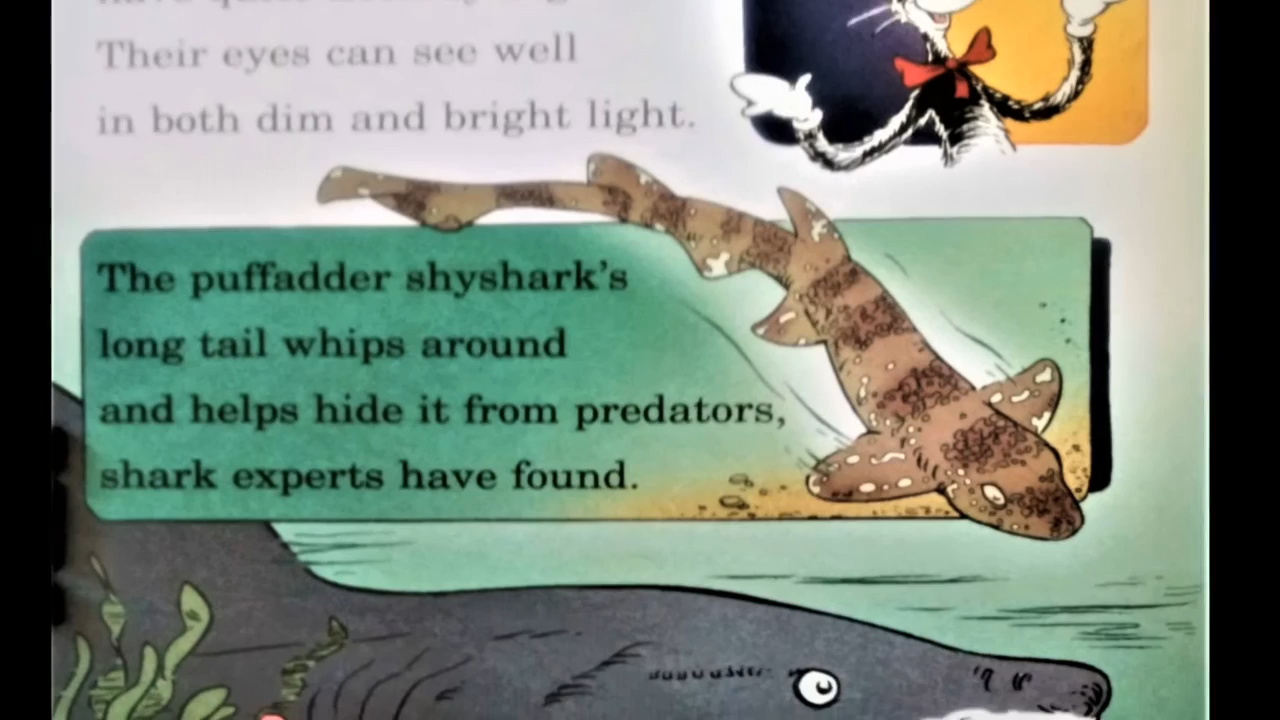 Their eyes can see well
in both dim and bright light.
The puffadder shyshark's
long tail whips around
and helps hide it from predators,
shark experts have found.